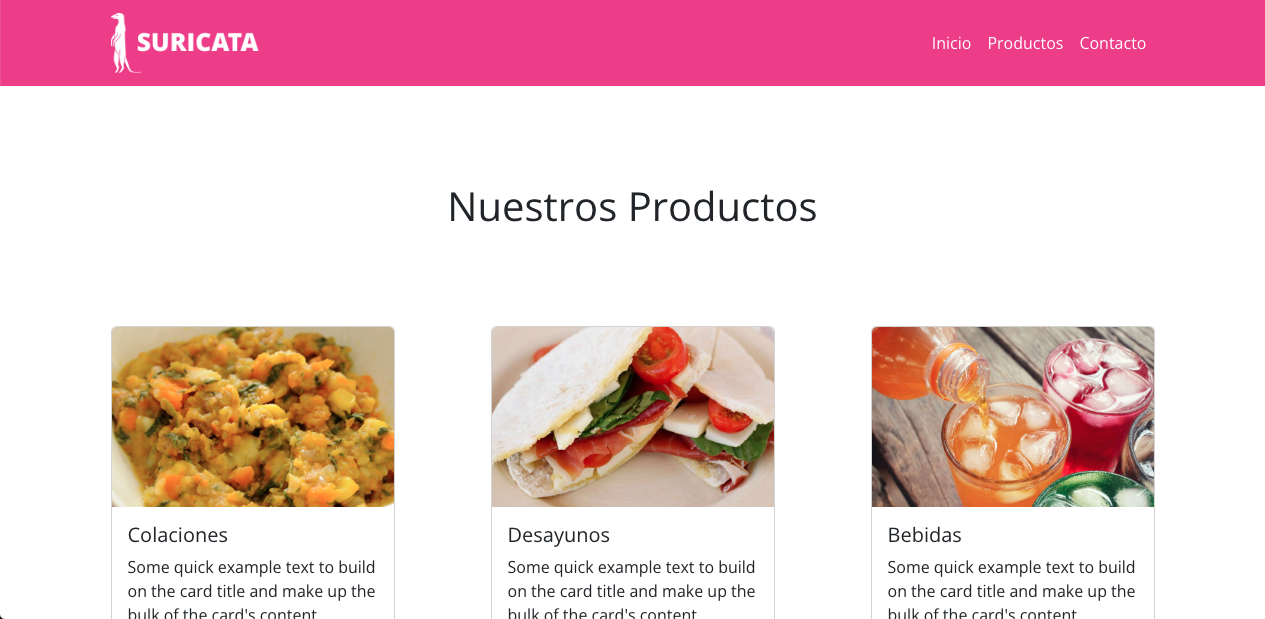 SURICATA
Inicio Productos Contacto
Nuestros Productos
Colaciones
Some quick example text to build
on the card title and make up the
bulk of the card's content.
Desayunos
Some quick example text to build
on the card title and make up the
bulk of the card's content.
Bebidas
Some quick example text to build
on the card title and make up the
bulk of the card's content.